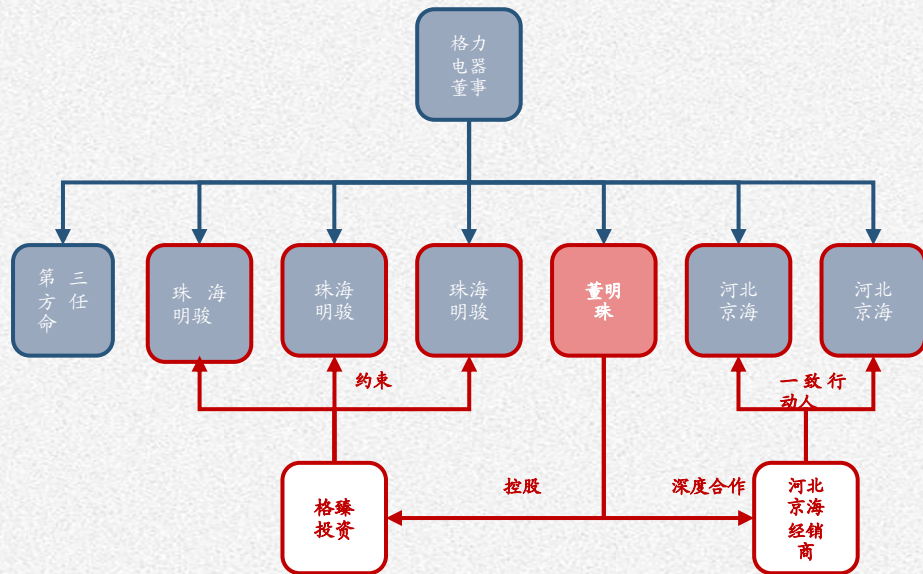 格力
电器
董事
第 三
方 任
命
珠 海
明骏
珠海
明骏
珠海
明骏
董明
珠
河北
京海
河北
京海
约束
一 致 行
动人
控股
深度合作
格臻
投资
河北
京海
经销
商